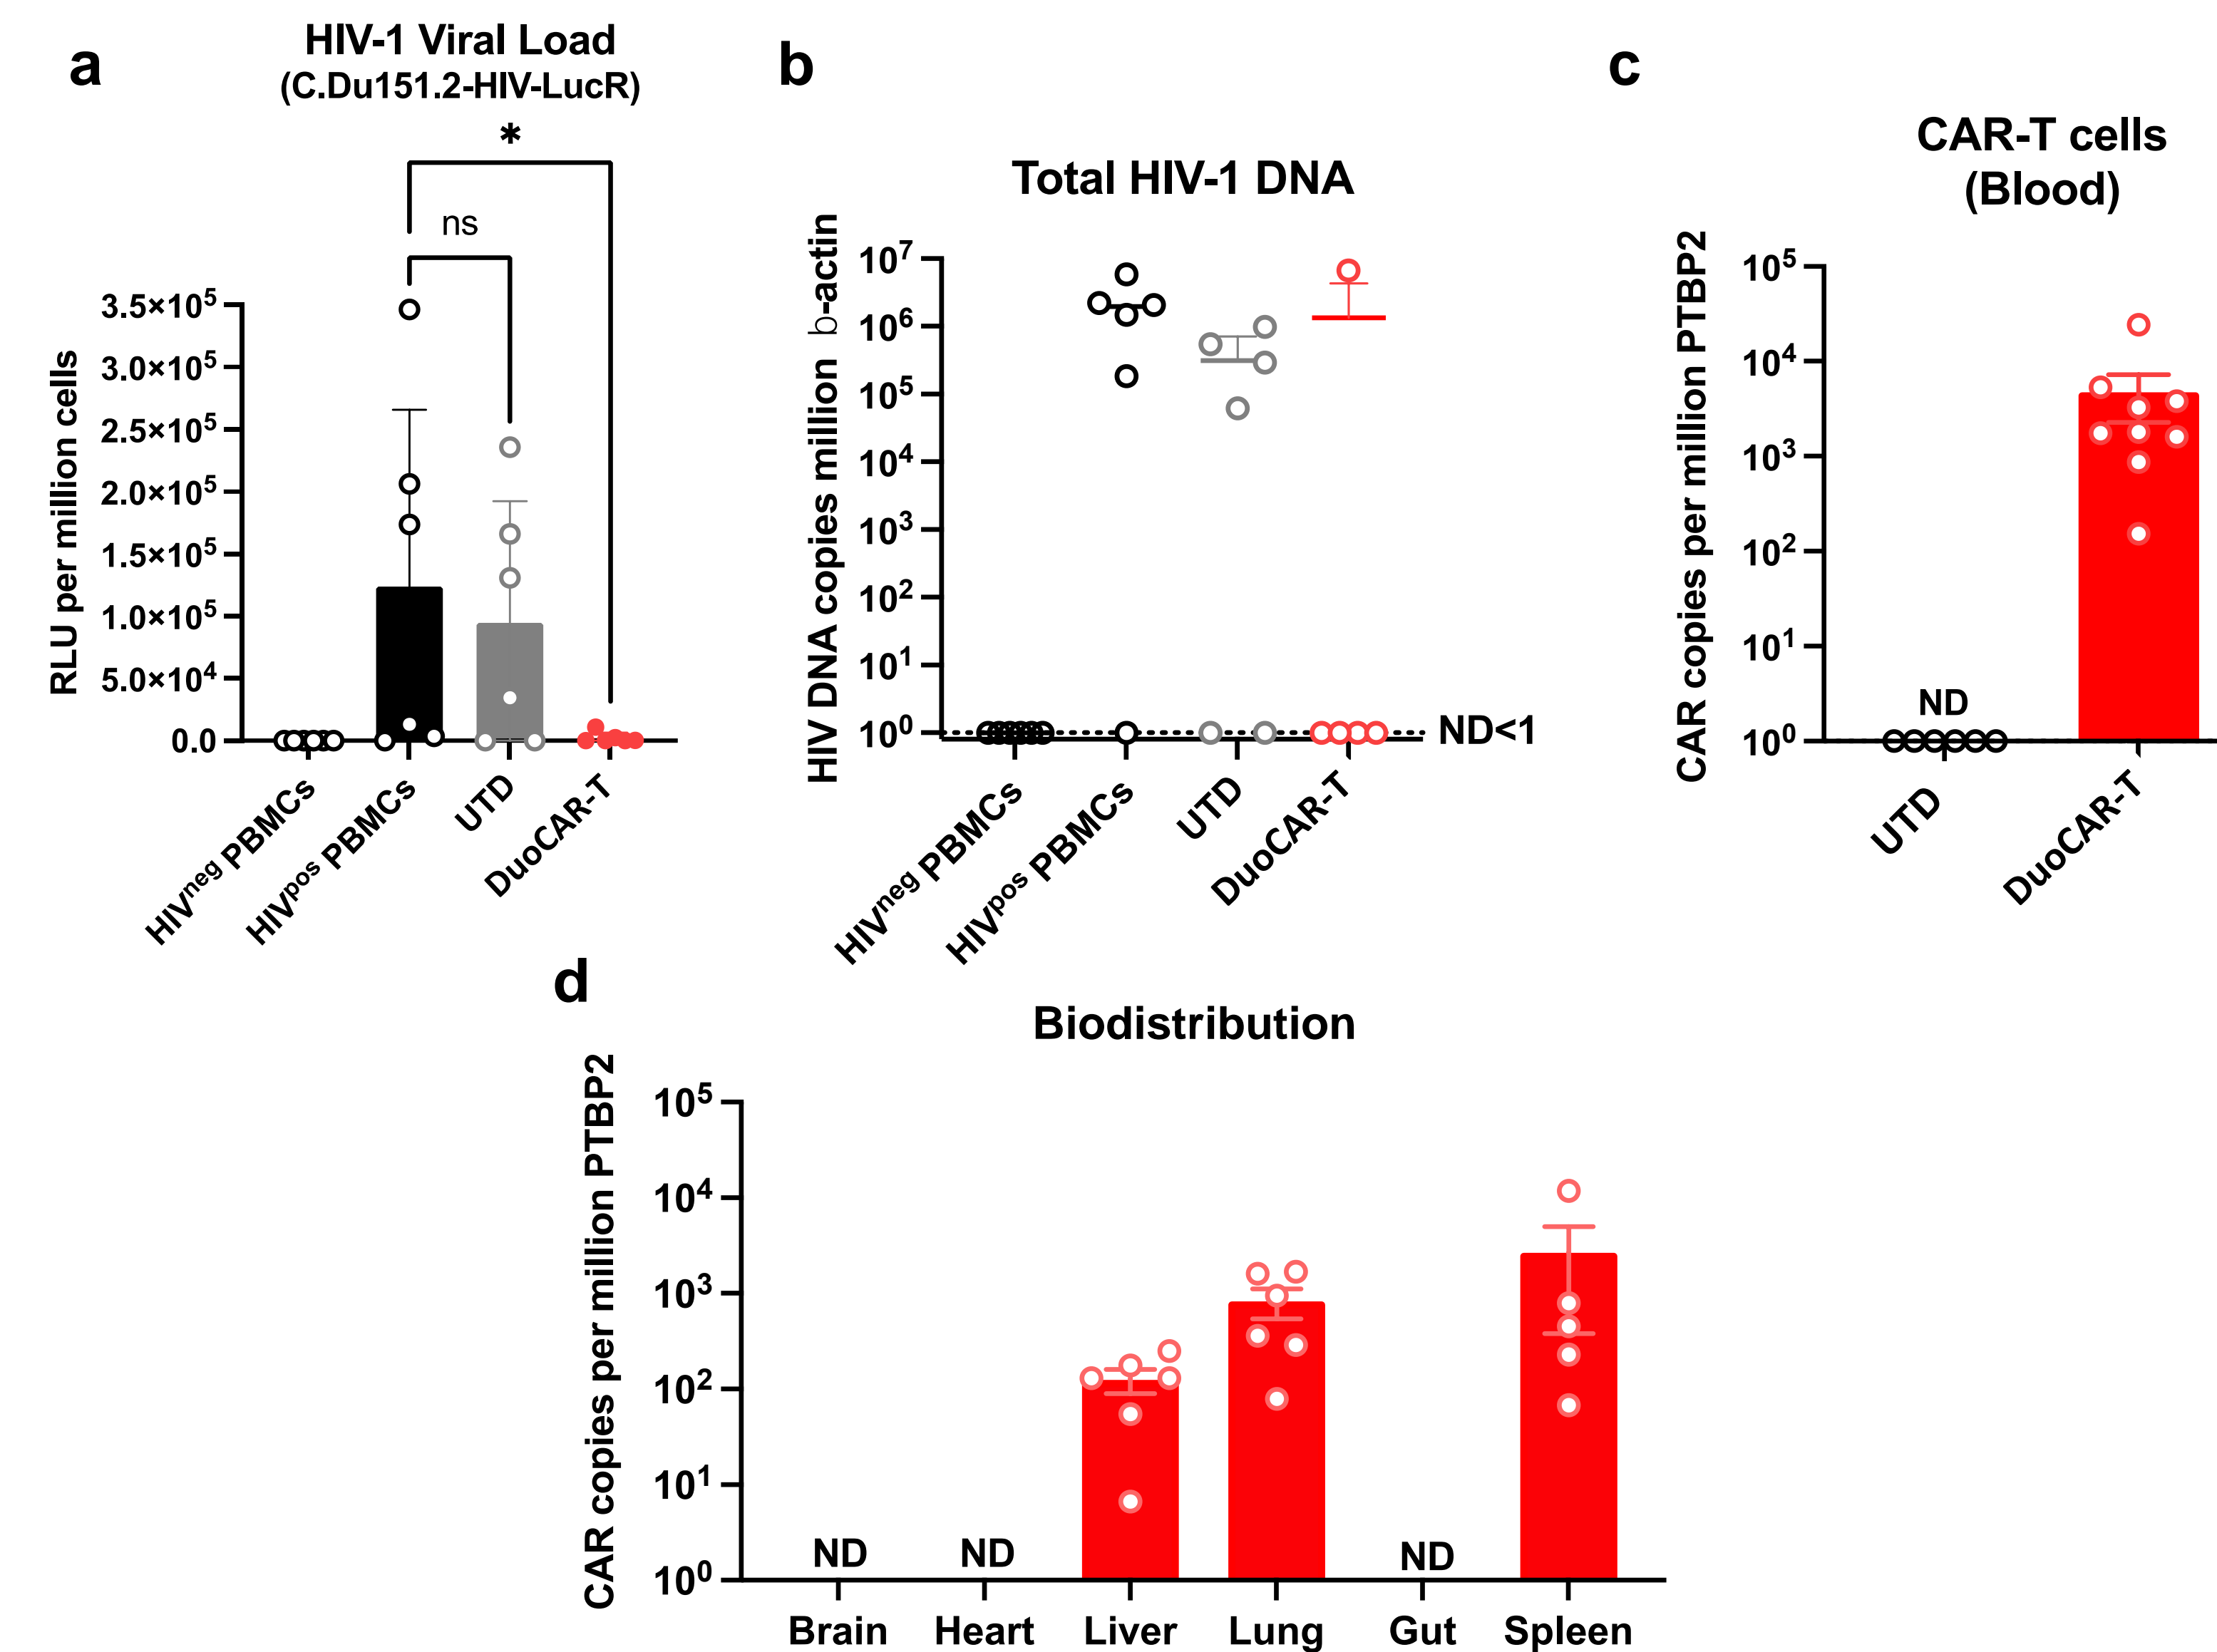 a
HIV-1 Viral Load
(C.Du151.2-HIV-LucR)
*
ns
RLU per million cells
3.5×10⁵
3.0×10⁵
2.5×10⁵
2.0×10⁵
1.5×10⁵
1.0×10⁵
5.0×10⁴
0.0
HIVⁿᵉᵍ PBMCs
HIVᵖᵒˢ PBMCs
UTD
DuoCAR-T
b
Total HIV-1 DNA
HIV DNA copies million b-actin
10⁷
10⁶
10⁵
10⁴
10³
10²
10¹
10⁰
ND<1
HIVⁿᵉᵍ PBMCs
HIVᵖᵒˢ PBMCs
UTD
DuoCAR-T
c
CAR-T cells
(Blood)
CAR copies per million PTBP2
10⁵
10⁴
10³
10²
10¹
10⁰
ND
UTD
DuoCAR-T
d
Biodistribution
CAR copies per million PTBP2
10⁵
10⁴
10³
10²
10¹
10⁰
ND
ND
ND
Brain
Heart
Liver
Lung
Gut
Spleen